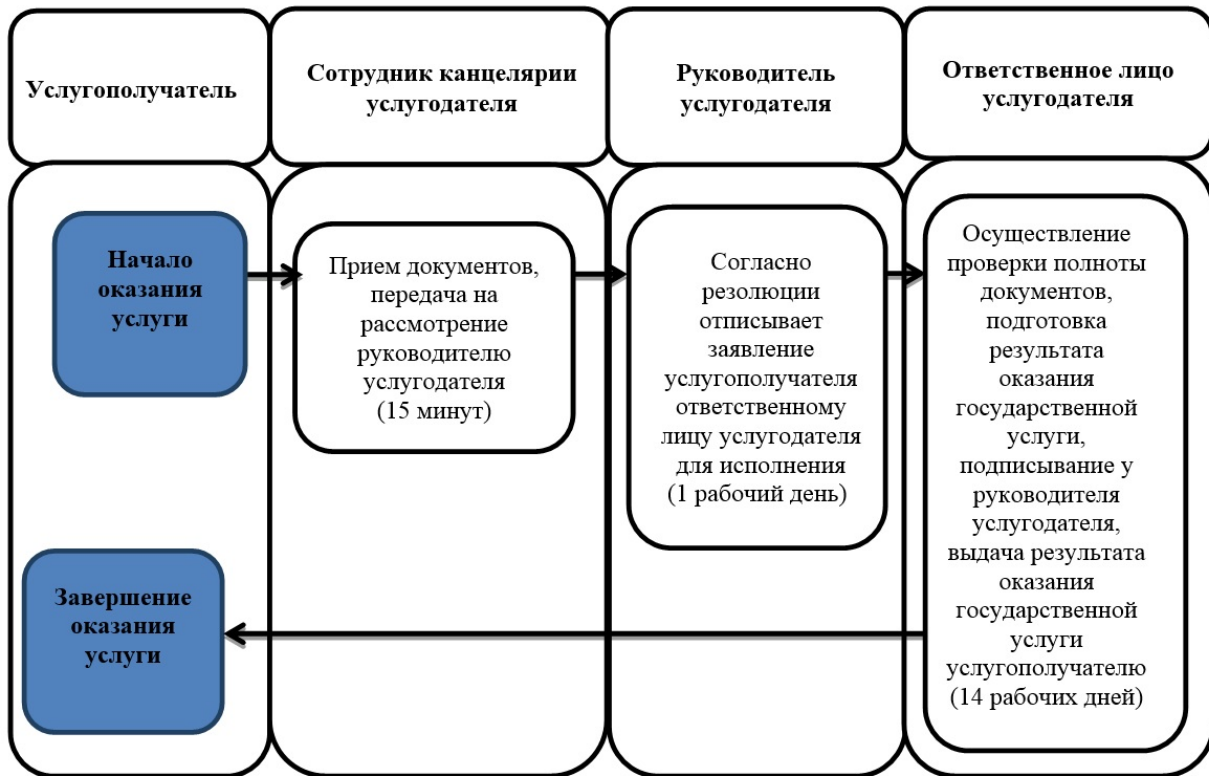 Услугополучатель
Сотрудник канцелярии
услугодателя
Руководитель
услугодателя
Ответственное лицо
услугодателя
Начало
оказания
услуги
Прием документов,
передача на
рассмотрение
руководителю
услугодателя
(15 минут)
Согласно
резолюции
отписывает
заявление
услугополучателя
ответственному
лицу услугодателя
для исполнения
(1 рабочий день)
Осуществление
проверки полноты
документов,
подготовка
результата
оказания
государственной
услуги,
подписывание у
руководителя
услугодателя,
выдача результата
оказания
государственной
услуги
услугополучателю
(14 рабочих дней)
Завершение
оказания
услуги